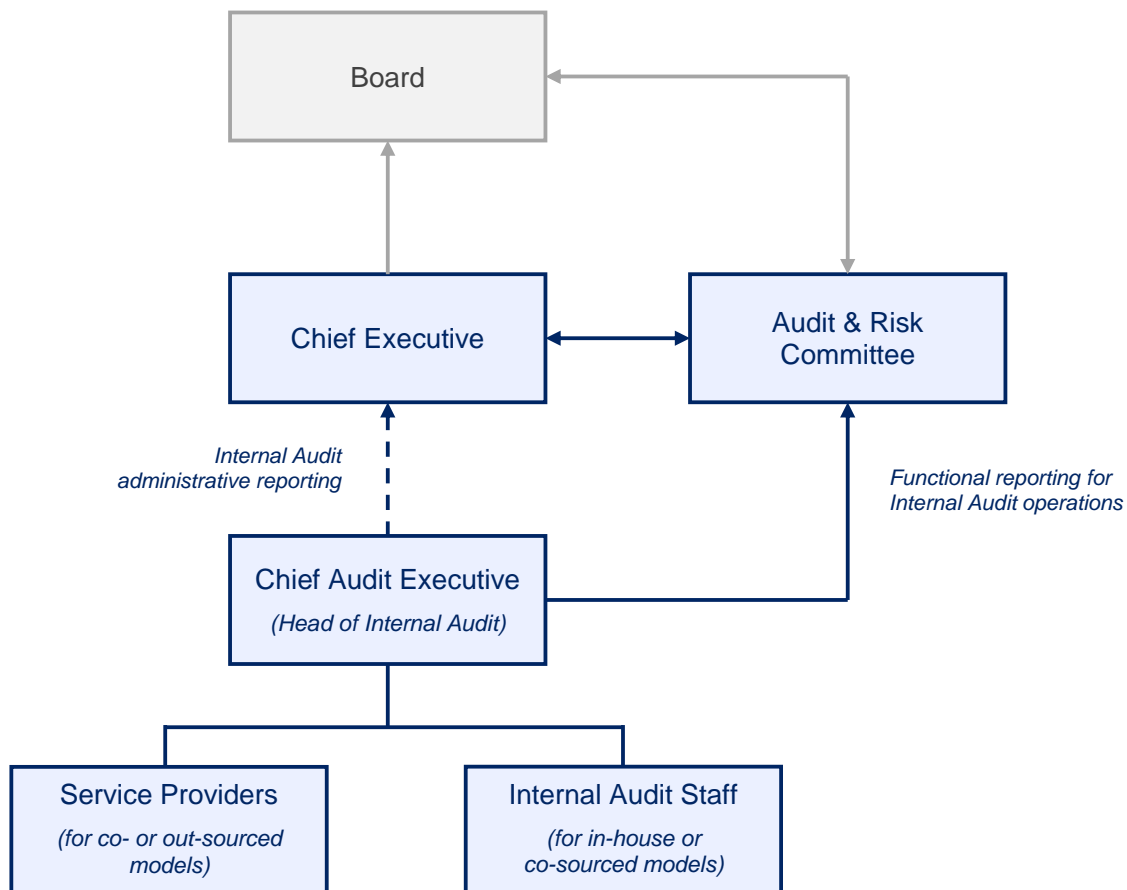 Board
Chief Executive
Audit & Risk
Committee
Internal Audit
administrative reporting
Functional reporting for
Internal Audit operations
Chief Audit Executive
(Head of Internal Audit)
Service Providers
(for co- or out-sourced
models)
Internal Audit Staff
(for in-house or
co-sourced models)